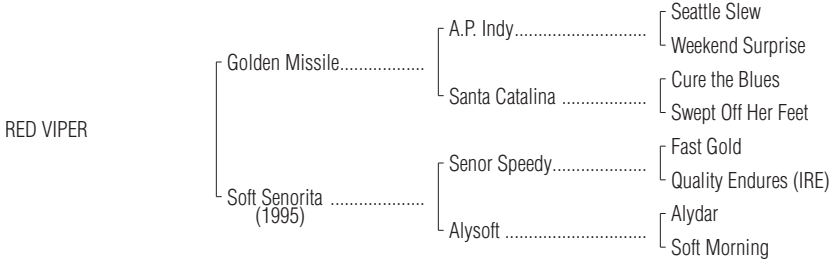 Seattle Slew
A.P. Indy..............................
Weekend Surprise
Golden Missile..................
Cure the Blues
Santa Catalina ...................
Swept Off Her Feet
RED VIPER
Fast Gold
Senor Speedy.....................
Quality Endures (IRE)
Soft Senorita ....................
(1995)
Alydar
Alysoft ................................
Soft Morning